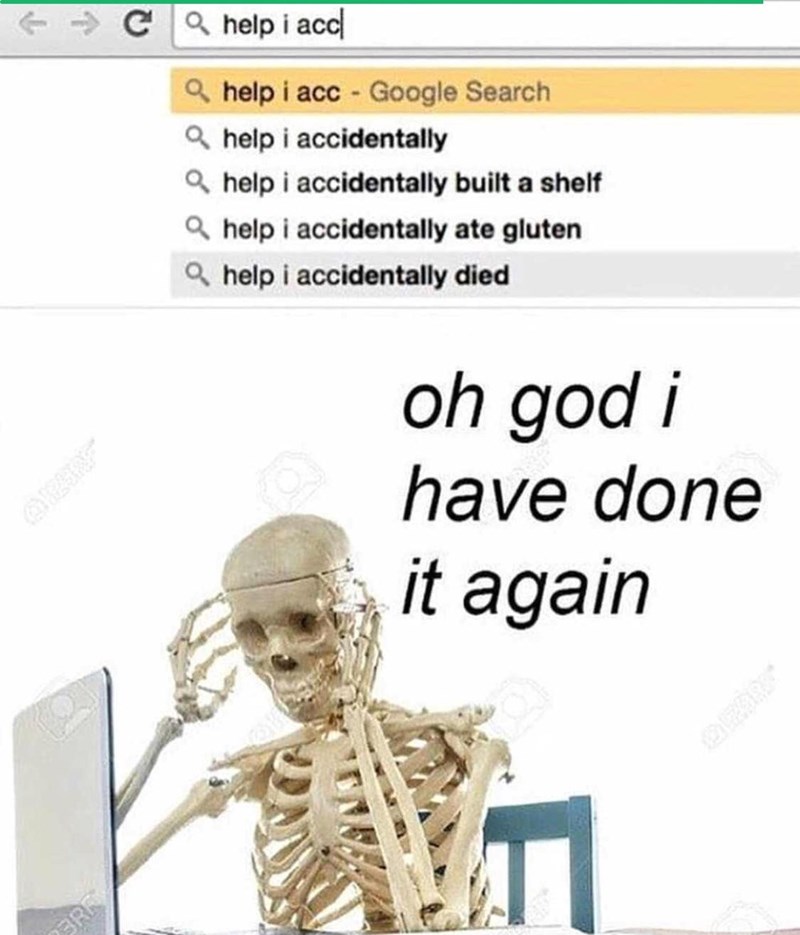 help i acc
help i acc - Google Search
help i accidentally
help i accidentally built a shelf
help i accidentally ate gluten
help i accidentally died
oh god i
have done
it again
123RF